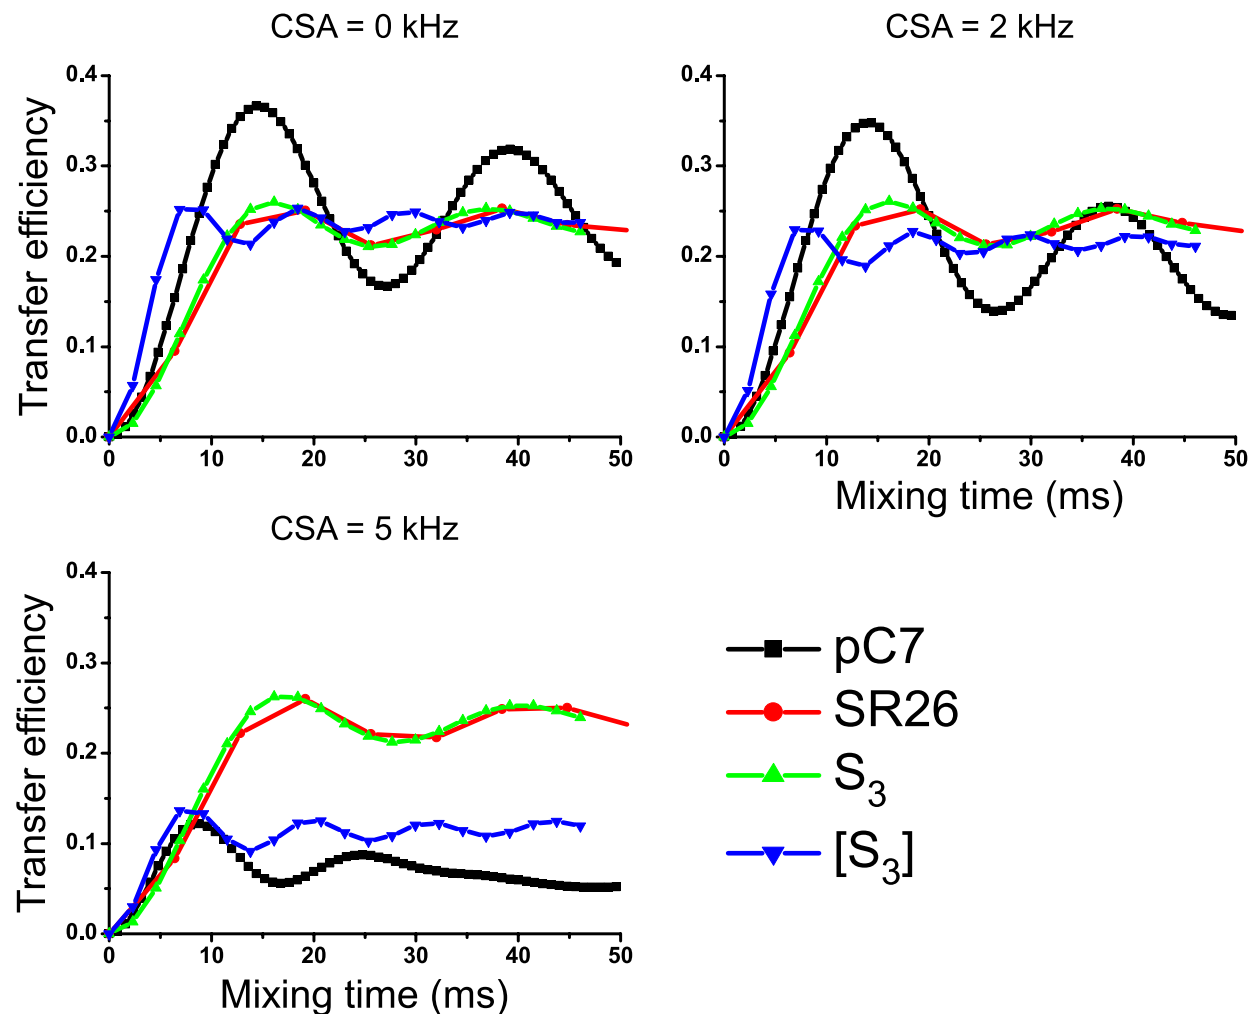 CSA = 0 kHz
Transfer efficiency
0.4
0.3
0.2
0.1
0.0
0 10 20 30 40 50
CSA = 2 kHz
0.4
0.3
0.2
0.1
0.0
0 10 20 30 40 50
Mixing time (ms)
CSA = 5 kHz
Transfer efficiency
0.4
0.3
0.2
0.1
0.0
0 10 20 30 40 50
Mixing time (ms)
pC7
SR26
S3
[S3]